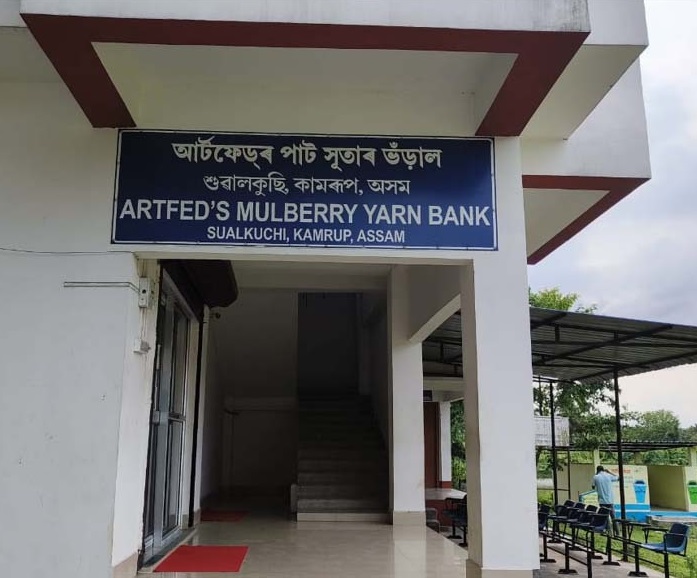 আৰ্টফেড্ৰ পাট সূতাৰ ভঁড়াল
শুৱালকুছি, কামৰূপ, অসম
ARTFED'S MULBERRY YARN BANK
SUALKUCHI, KAMRUP, ASSAM